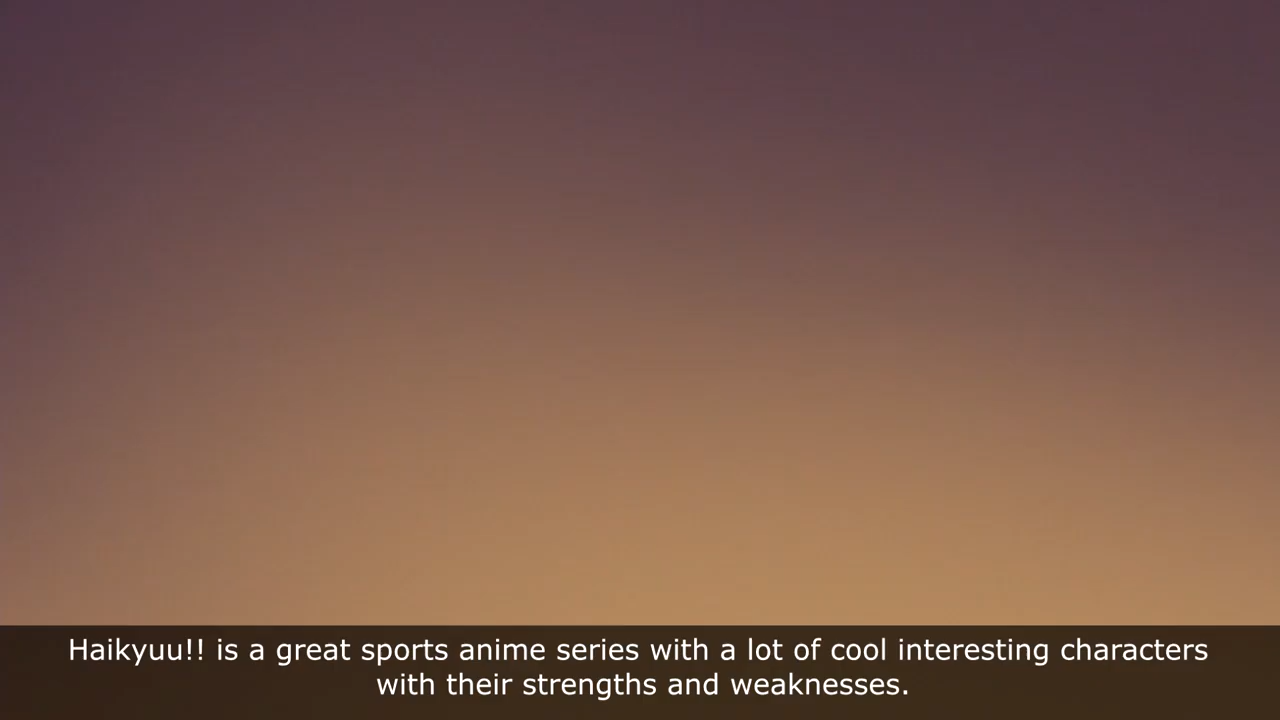 Haikyuu!! is a great sports anime series with a lot of cool interesting characters
with their strengths and weaknesses.